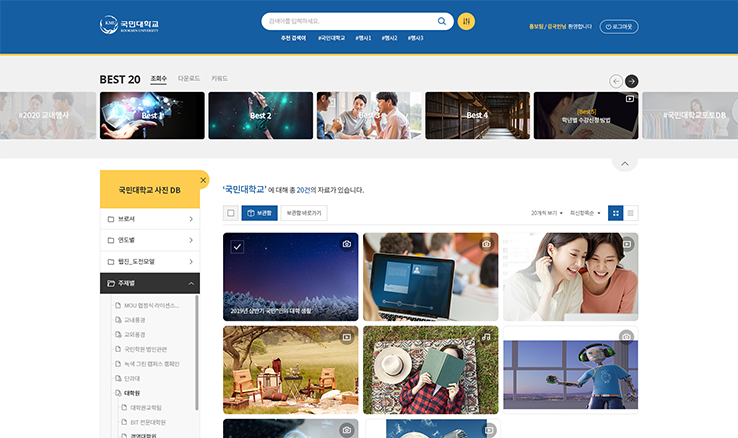 KMU 국민대학교
KOOKMIN UNIVERSITY
검색어를 입력하세요.
추천 검색어 #국민대학교 #행사1 #행사2 #행사3
홍보팀 / 김국민님 환영합니다 로그아웃
BEST 20 조회수 다운로드 키워드
#2020 교내행사
Best 1
Best 2
Best 3
Best 4
[Best 5]
학년별 수강신청 방법
#국민대학교포토DB
국민대학교 사진 DB
브로셔
연도별
웹진_도전모말
주제별
MOU 협정식·라이센스...
교내풍경
교외풍경
국민학원 법인관련
녹색 그린 캠퍼스 캠페인
단과대
대학원
대학원교학팀
BIT 전문대학원
경영대학원
‘국민대학교’ 에 대해 총 20건의 자료가 있습니다.
보관함 보관함 바로가기
20개씩 보기 최신항목순
2019년 상반기 국민*인의 대학 생활